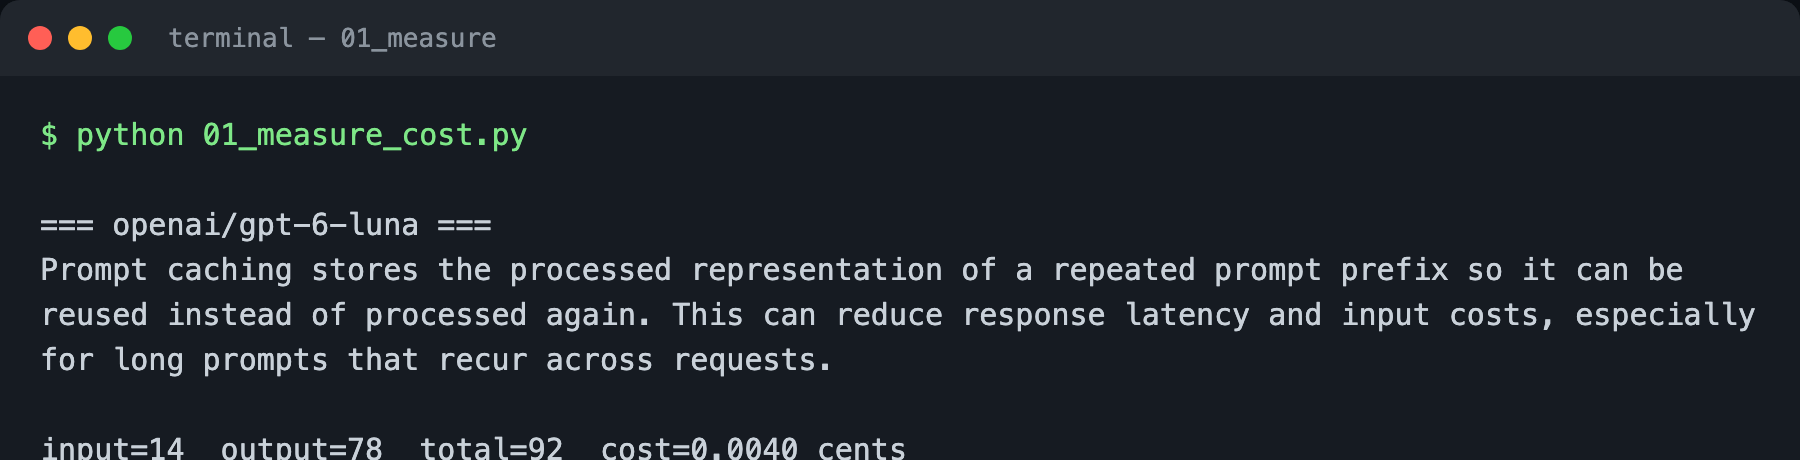 terminal — 01_measure
$ python 01_measure_cost.py
=== openai/gpt-6-luna ===
Prompt caching stores the processed representation of a repeated prompt prefix so it can be
reused instead of processed again. This can reduce response latency and input costs, especially
for long prompts that recur across requests.
input=14  output=78  total=92  cost=0.0040 cents